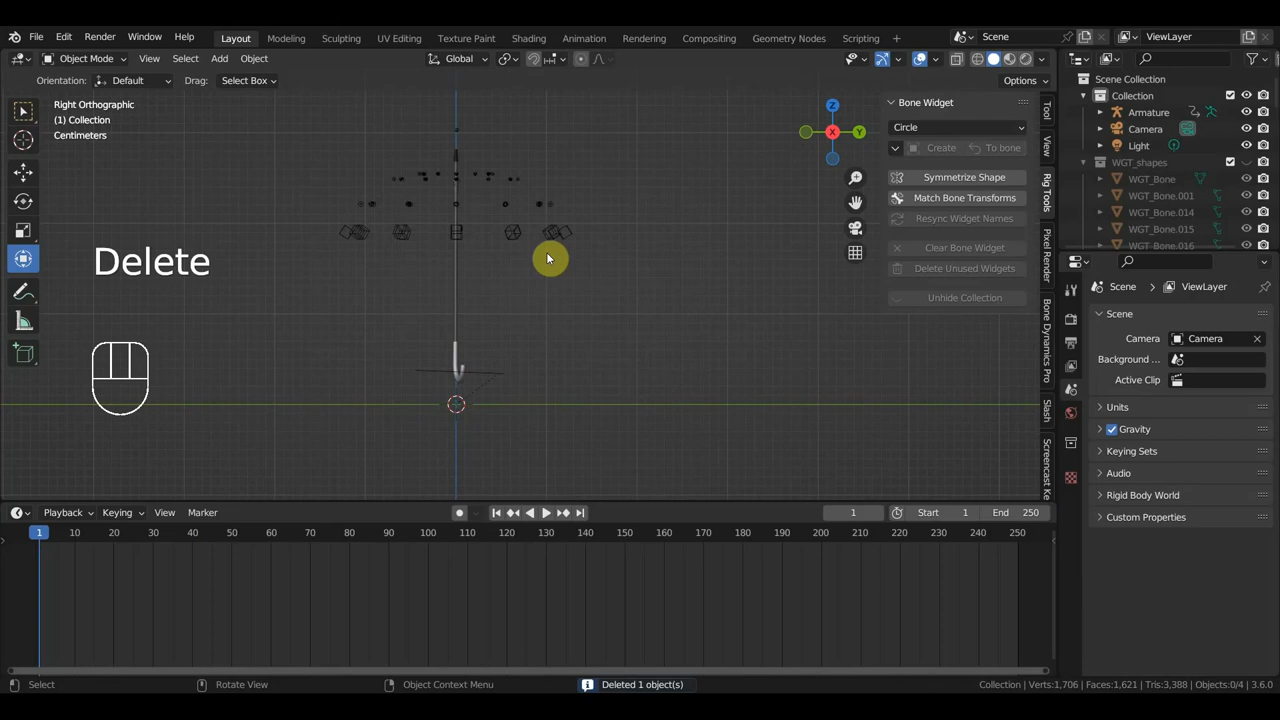 File Edit Render Window Help Layout Modeling Sculpting UV Editing Texture Paint Shading Animation Rendering Compositing Geometry Nodes Scripting + Scene ViewLayer
Object Mode View Select Add Object Global
Orientation: Default Drag: Select Box Options
Right Orthographic
(1) Collection
Centimeters
Delete
Z
X
Y
Bone Widget
Circle
Create To bone
Symmetrize Shape
Match Bone Transforms
Resync Widget Names
Clear Bone Widget
Delete Unused Widgets
Unhide Collection
Tool
View
Rig Tools
Pixel Render
Bone Dynamics Pro
Slash
Screencast Ke
Scene Collection
Collection
Armature
Camera
Light
WGT_shapes
WGT_Bone
WGT_Bone.001
WGT_Bone.014
WGT_Bone.015
WGT_Bone.016
Scene ViewLayer
Scene
Camera Camera
Background ...
Active Clip
Units
Gravity
Keying Sets
Audio
Rigid Body World
Custom Properties
Playback Keying View Marker 1 Start 1 End 250
1 10 20 30 40 50 60 70 80 90 100 110 120 130 140 150 160 170 180 190 200 210 220 230 240 250
Select Rotate View Object Context Menu Deleted 1 object(s) Collection | Verts:1,706 | Faces:1,621 | Tris:3,388 | Objects:0/4 | 3.6.0